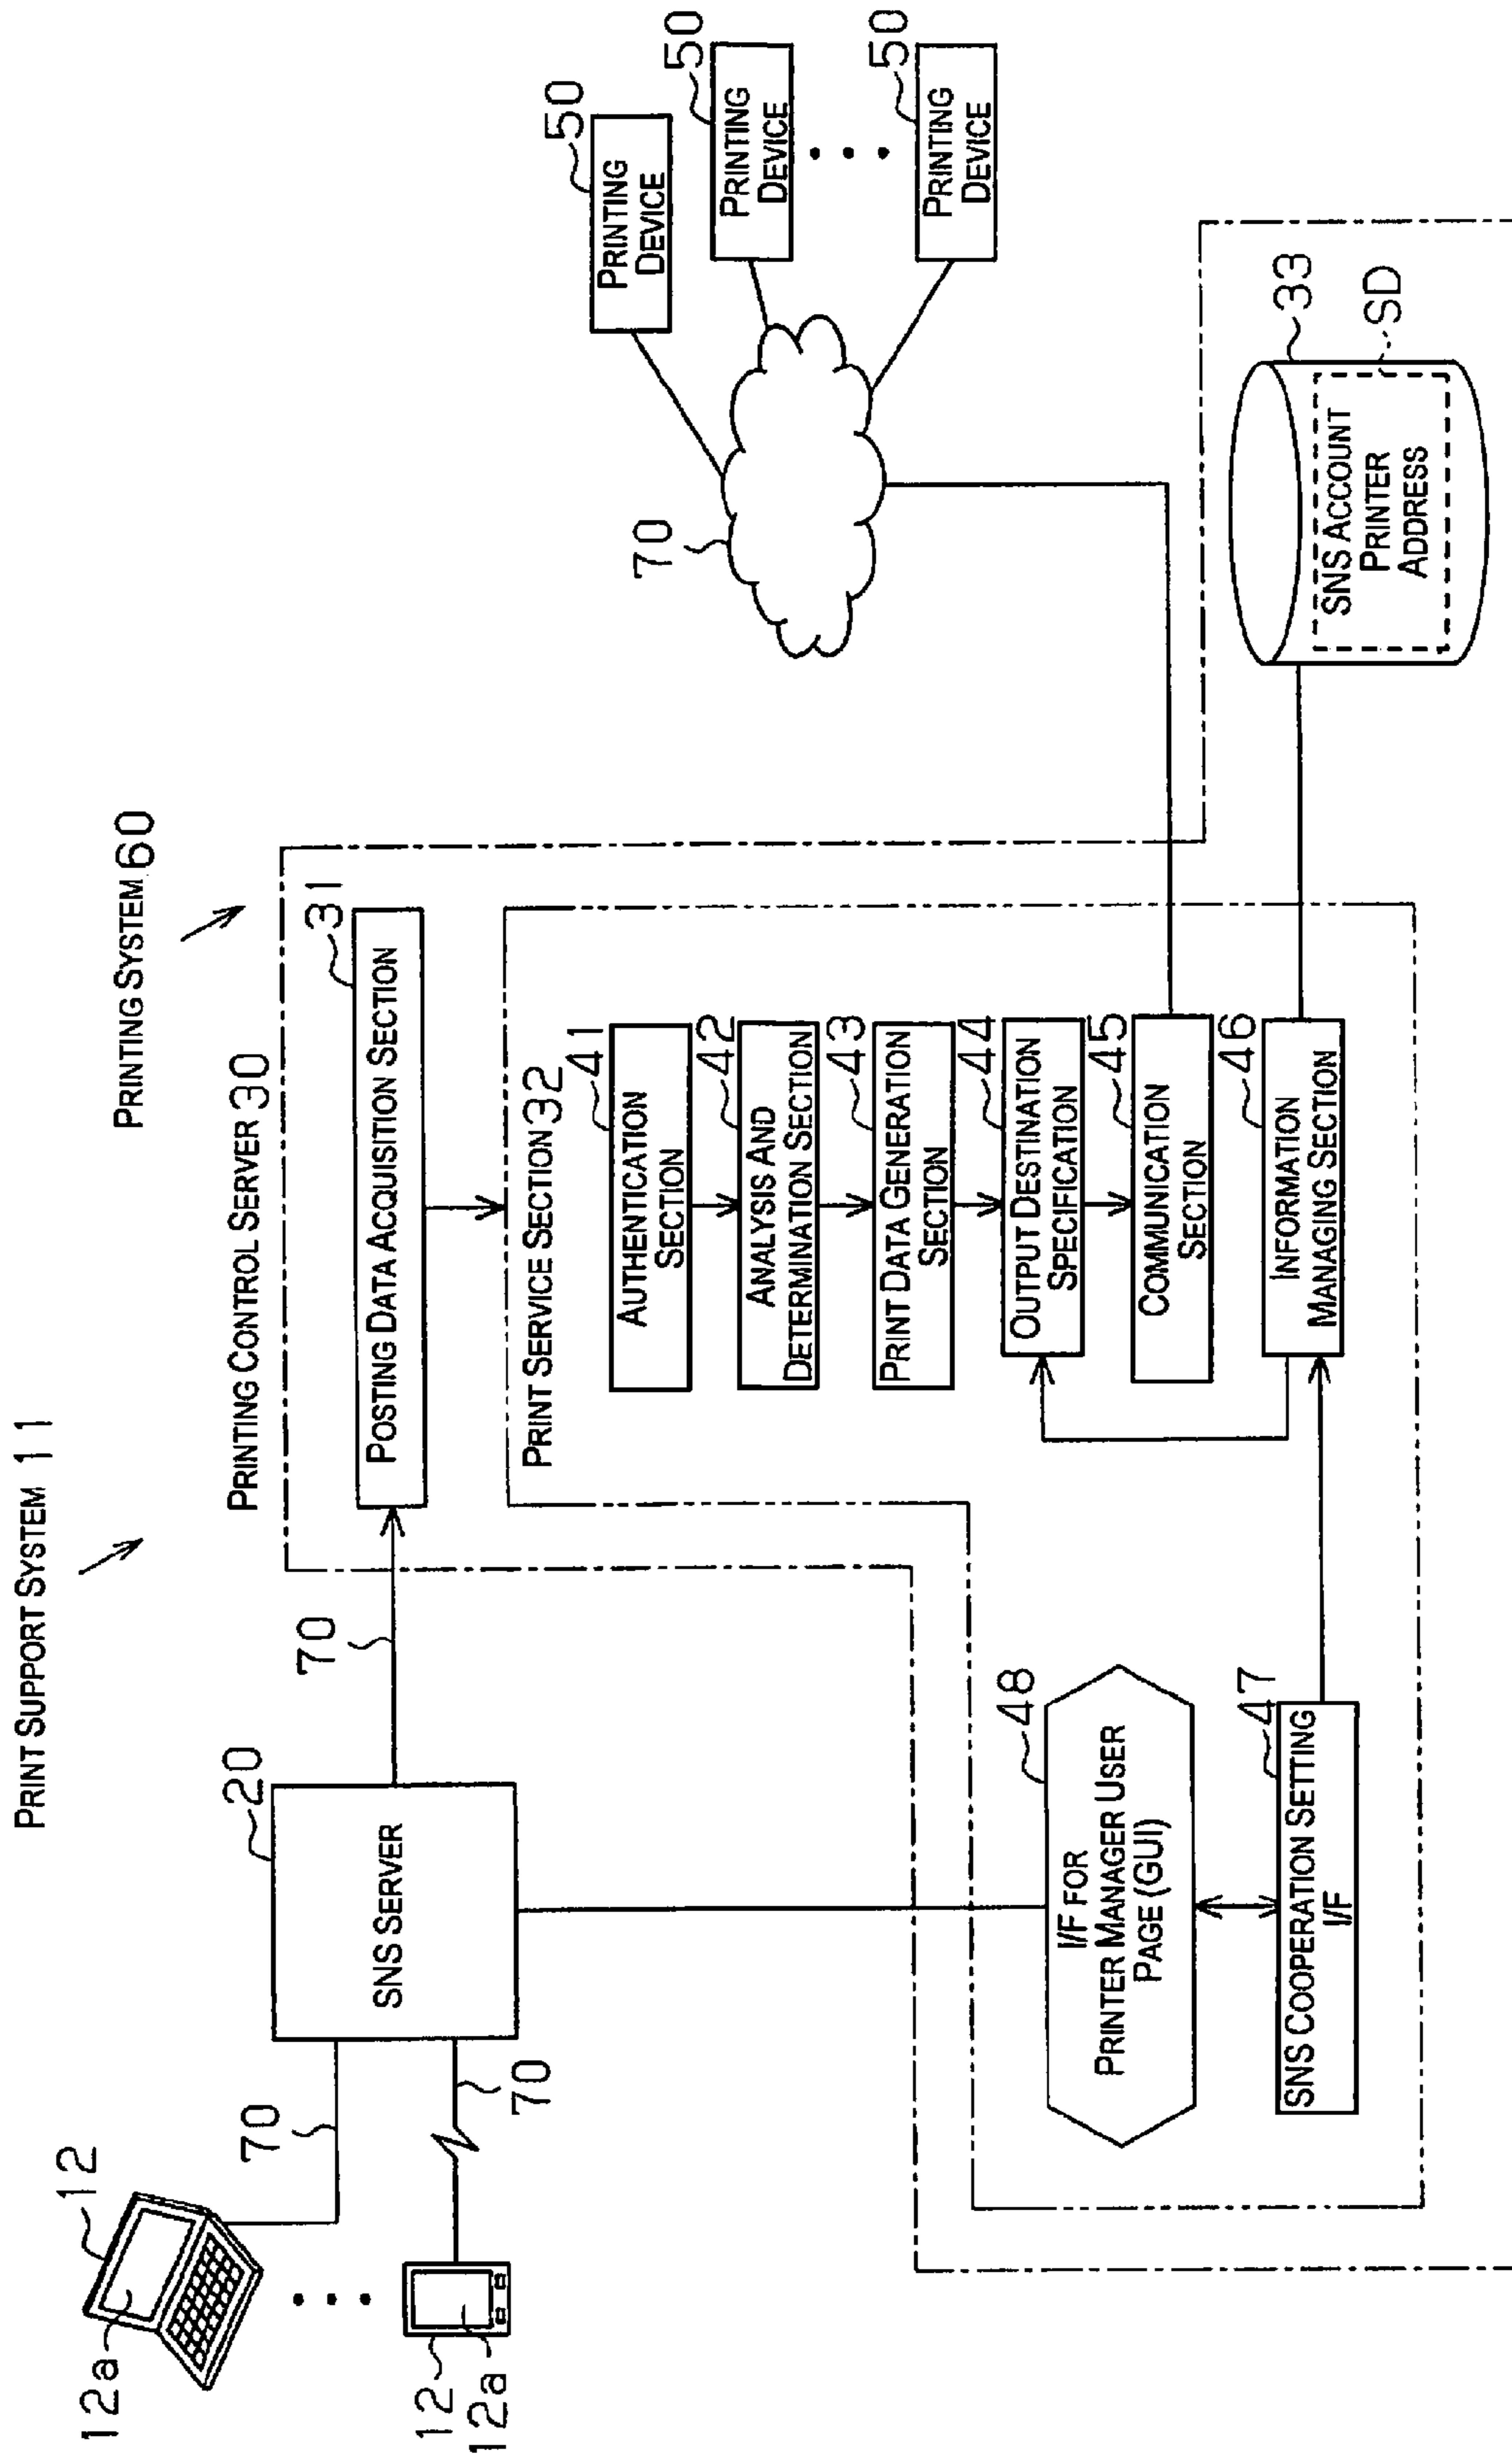 PRINT SUPPORT SYSTEM 11
PRINTING SYSTEM 60
12
12a
12
12a
70
70
20
SNS SERVER
70
PRINTING CONTROL SERVER 30
31
POSTING DATA ACQUISITION SECTION
PRINT SERVICE SECTION 32
41
AUTHENTICATION
SECTION
42
ANALYSIS AND
DETERMINATION SECTION
43
PRINT DATA GENERATION
SECTION
44
OUTPUT DESTINATION
SPECIFICATION
45
COMMUNICATION
SECTION
46
INFORMATION
MANAGING SECTION
48
I/F FOR
PRINTER MANAGER USER
PAGE (GUI)
47
SNS COOPERATION SETTING
I/F
50
PRINTING
DEVICE
50
PRINTING
DEVICE
50
PRINTING
DEVICE
70
33
SD
SNS ACCOUNT
PRINTER
ADDRESS